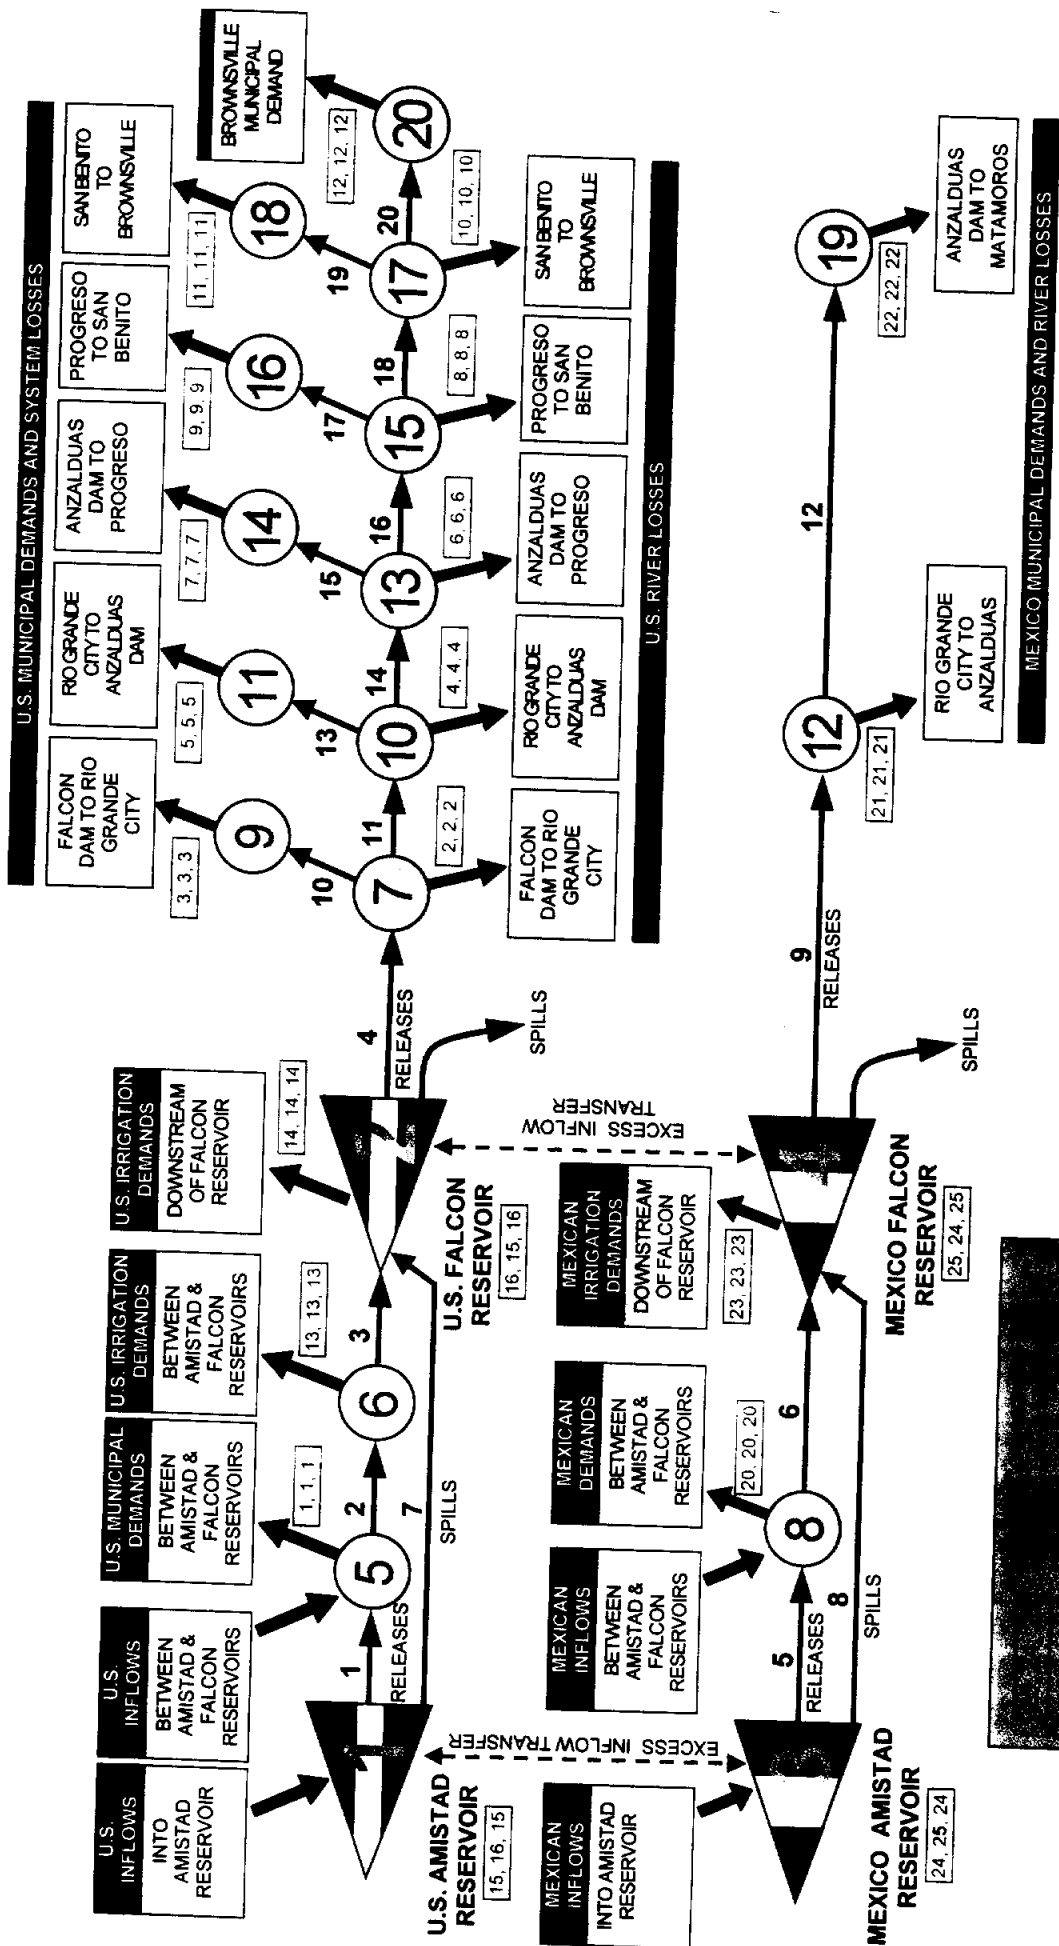 U.S. MUNICIPAL DEMANDS AND SYSTEM LOSSES
U.S.
INFLOWS
INTO
AMISTAD
RESERVOIR
U.S.
INFLOWS
BETWEEN
AMISTAD &
FALCON
RESERVOIRS
U.S. MUNICIPAL
DEMANDS
BETWEEN
AMISTAD &
FALCON
RESERVOIRS
1, 1, 1
U.S. IRRIGATION
DEMANDS
BETWEEN
AMISTAD &
FALCON
RESERVOIRS
13, 13, 13
U.S. IRRIGATION
DEMANDS
DOWNSTREAM
OF FALCON
RESERVOIR
14, 14, 14
FALCON
DAM TO RIO
GRANDE
CITY
3, 3, 3
RIO GRANDE
CITY TO
ANZALDUAS
DAM
5, 5, 5
ANZALDUAS
DAM TO
PROGRESO
7, 7, 7
PROGRESO
TO SAN
BENITO
9, 9, 9
SAN BENITO
TO
BROWNSVILLE
11, 11, 11
BROWNSVILLE
MUNICIPAL
DEMAND
12, 12, 12
9
11
14
16
18
10
13
15
17
19
1
RELEASES
5
2
6
3
4
RELEASES
7
11
10
14
13
16
15
18
17
20
20
7
SPILLS
SPILLS
U.S. AMISTAD
RESERVOIR
15, 16, 15
U.S. FALCON
RESERVOIR
16, 15, 16
2, 2, 2
4, 4, 4
6, 6, 6
8, 8, 8
10, 10, 10
FALCON
DAM TO RIO
GRANDE
CITY
RIO GRANDE
CITY TO
ANZALDUAS
DAM
ANZALDUAS
DAM TO
PROGRESO
PROGRESO
TO SAN
BENITO
SAN BENITO
TO
BROWNSVILLE
U.S. RIVER LOSSES
EXCESS INFLOW TRANSFER
EXCESS INFLOW
TRANSFER
MEXICAN
INFLOWS
INTO AMISTAD
RESERVOIR
MEXICAN
INFLOWS
BETWEEN
AMISTAD &
FALCON
RESERVOIRS
MEXICAN
DEMANDS
BETWEEN
AMISTAD &
FALCON
RESERVOIRS
20, 20, 20
MEXICAN
IRRIGATION
DEMANDS
DOWNSTREAM
OF FALCON
RESERVOIR
23, 23, 23
5
RELEASES
8
6
9
RELEASES
12
12
19
8
SPILLS
SPILLS
MEXICO AMISTAD
RESERVOIR
24, 25, 24
MEXICO FALCON
RESERVOIR
25, 24, 25
21, 21, 21
RIO GRANDE
CITY TO
ANZALDUAS
22, 22, 22
ANZALDUAS
DAM TO
MATAMOROS
MEXICO MUNICIPAL DEMANDS AND RIVER LOSSES